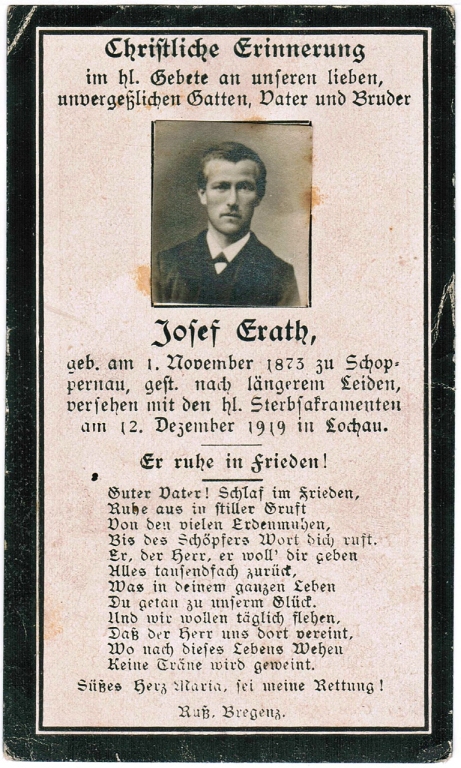 Christliche Erinnerung
im hl. Gebete an unseren lieben,
unvergeßlichen Gatten, Vater und Bruder
Josef Erath,
geb. am 1. November 1873 zu Schop-
pernau, gest. nach längerem Leiden,
versehen mit den hl. Sterbsakramenten
am 12. Dezember 1919 in Lochau.
Er ruhe in Frieden!
Guter Vater! Schlaf im Frieden,
Ruhe aus in stiller Gruft
Von den vielen Erdenmühen,
Bis des Schöpfers Wort dich ruft.
Er, der Herr, er woll' dir geben
Alles tausendfach zurück,
Was in deinem ganzen Leben
Du getan zu unserm Glück.
Und wir wollen täglich flehen,
Daß der Herr uns dort vereint,
Wo nach dieses Lebens Wehen
Keine Träne wird geweint.
Süßes Herz Maria, sei meine Rettung!
Ruß, Bregenz.